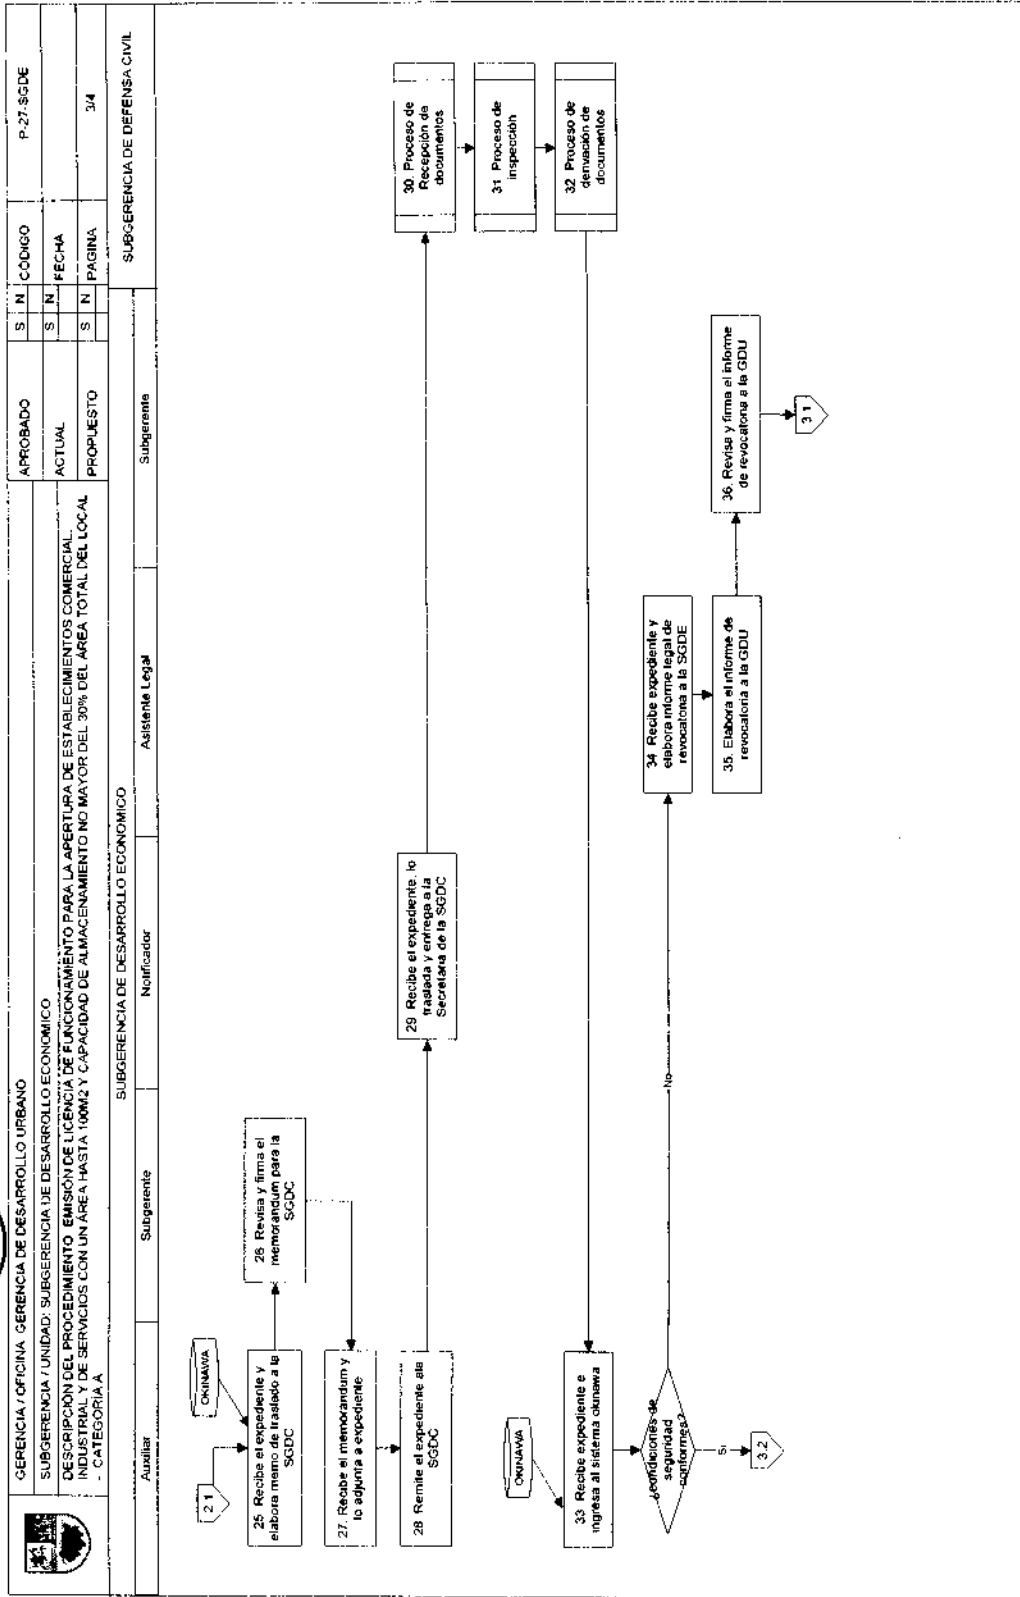 GERENCIA / OFICINA GERENCIA DE DESARROLLO URBANO
APROBADO
S N
CÓDIGO
P-27-SGDE
SUBGERENCIA / UNIDAD: SUBGERENCIA DE DESARROLLO ECONOMICO
ACTUAL
S N
FECHA
DESCRIPCIÓN DEL PROCEDIMIENTO EMISIÓN DE LICENCIA DE FUNCIONAMIENTO PARA LA APERTURA DE ESTABLECIMIENTOS COMERCIAL,
INDUSTRIAL Y DE SERVICIOS CON UN ÁREA HASTA 100M2 Y CAPACIDAD DE ALMACENAMIENTO NO MAYOR DEL 30% DEL ÁREA TOTAL DEL LOCAL
- CATEGORIA A
PROPUESTO
S N
PAGINA
3/4
SUBGERENCIA DE DESARROLLO ECONOMICO
SUBGERENCIA DE DEFENSA CIVIL
Auxiliar
Subgerente
Notificador
Asistente Legal
Subgerente
2.1
OKINAWA
25 Recibe el expediente y
elabora memo de traslado a la
SGDC
26 Revisa y firma el
memorandum para la
SGDC
27. Recibe el memorandum y
lo adjunta a expediente
28 Remite el expediente ala
SGDC
29 Recibe el expediente, lo
traslada y entrega a la
Secretaria de la SGDC
30. Proceso de
Recepción de
documentos
31 Proceso de
inspección
32 Proceso de
derivación de
documentos
OKINAWA
33 Recibe expediente e
ingresa al sistema okinawa
¿condiciones de
seguridad
conformes?
No
Si
3.2
34 Recibe expediente y
elabora informe legal de
revocatoria a la SGDE
35. Elabora el informe de
revocatoria a la GDU
36. Revisa y firma el informe
de revocatoria a la GDU
3.1